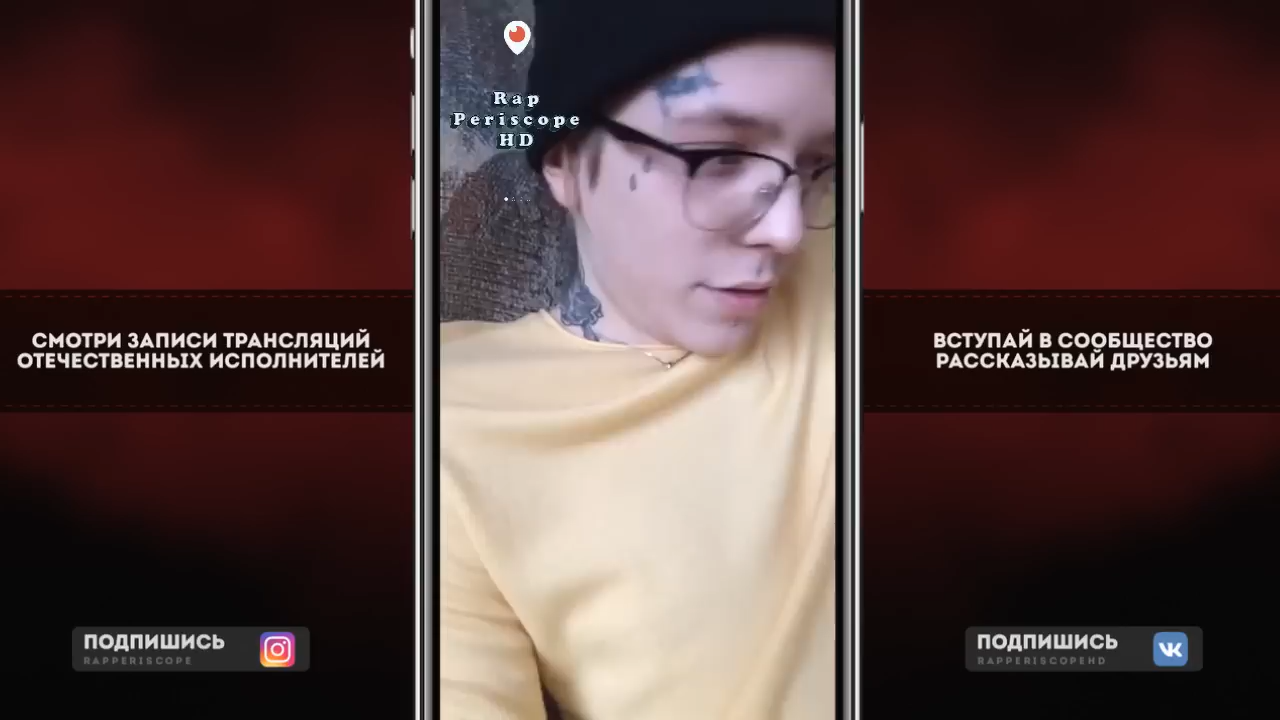 Rap
Periscope
HD
СМОТРИ ЗАПИСИ ТРАНСЛЯЦИЙ
ОТЕЧЕСТВЕННЫХ ИСПОЛНИТЕЛЕЙ
ВСТУПАЙ В СООБЩЕСТВО
РАССКАЗЫВАЙ ДРУЗЬЯМ
ПОДПИШИСЬ
RAPPERISCOPE
ПОДПИШИСЬ
RAPPERISCOPEHD